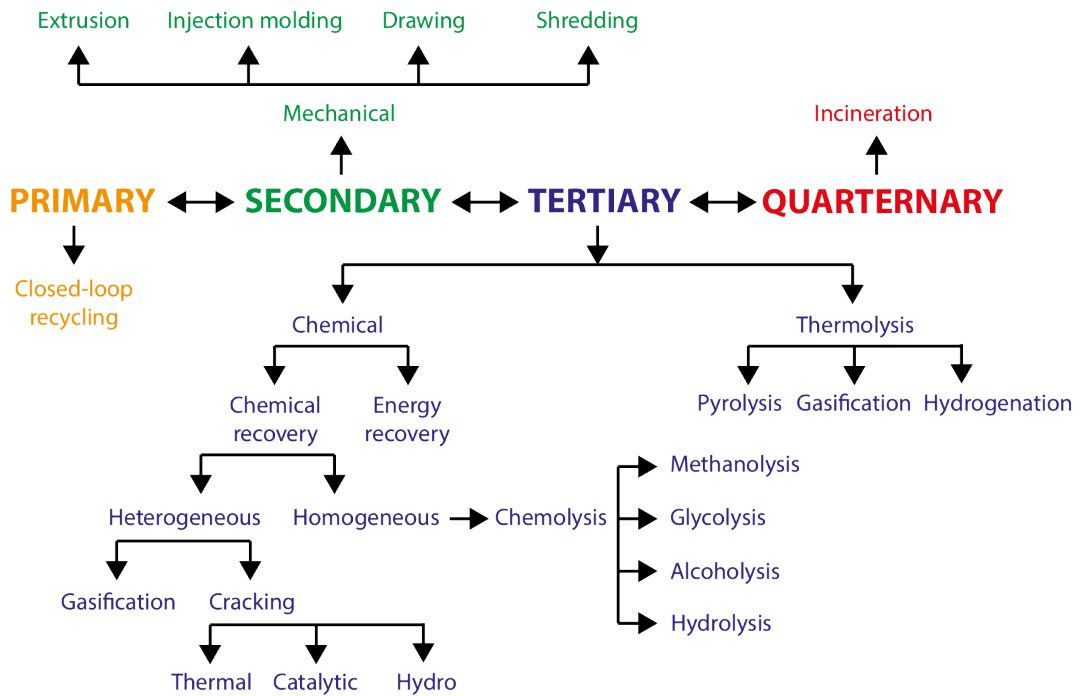 Extrusion Injection molding Drawing Shredding
Mechanical Incineration
PRIMARY SECONDARY TERTIARY QUARTERNARY
Closed-loop
recycling
Chemical Thermolysis
Chemical
recovery
Energy
recovery
Pyrolysis Gasification Hydrogenation
Heterogeneous Homogeneous Chemolysis
Methanolysis
Glycolysis
Alcoholysis
Hydrolysis
Gasification Cracking
Thermal Catalytic Hydro